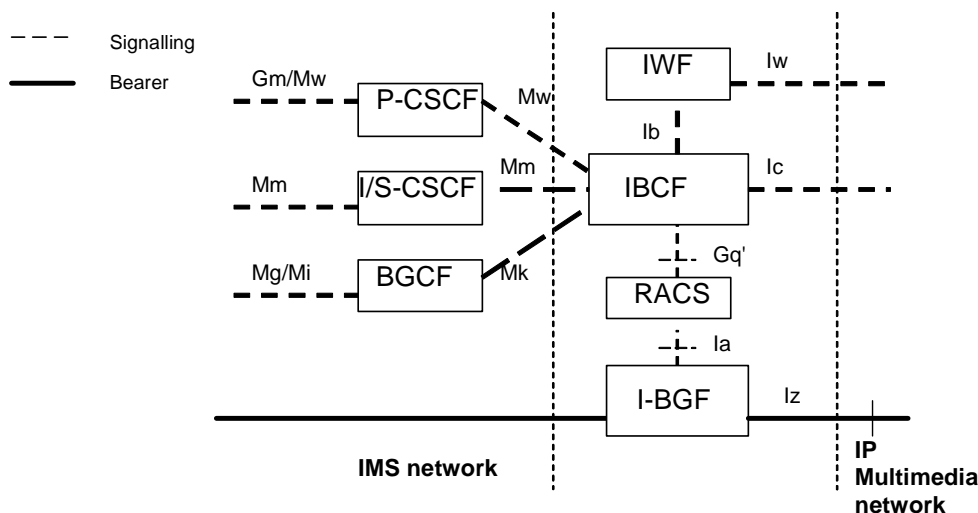 Signalling
Bearer
IWF
Iw
Gm/Mw
P-CSCF
Mw
Ib
Mm
I/S-CSCF
Mm
IBCF
Ic
Mg/Mi
BGCF
Mk
Gq'
RACS
Ia
I-BGF
Iz
IMS network
IP
Multimedia
network